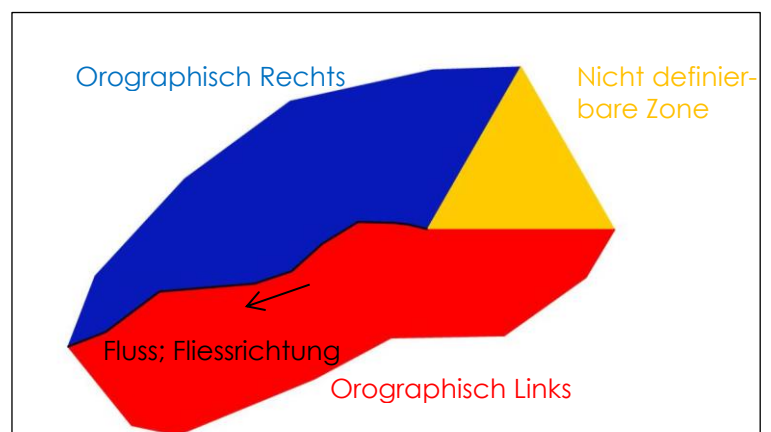 Orographisch Rechts
Nicht definier-
bare Zone
Fluss; Fliessrichtung
Orographisch Links